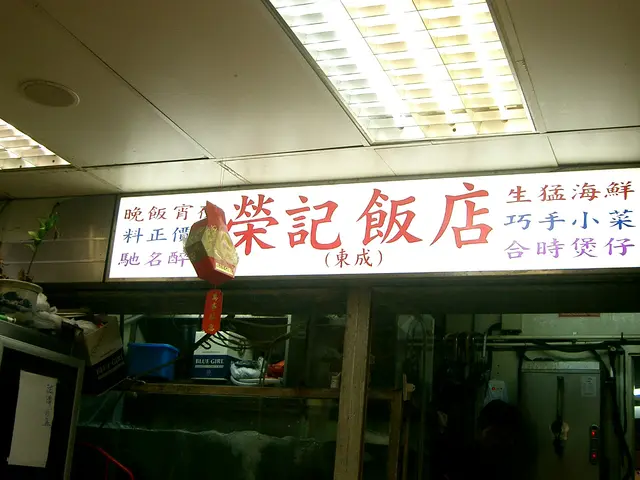 晚飯宵
料正價
馳名醉
榮記飯店
(東成)
生猛海鮮
巧手小菜
合時煲仔
BLUE GIRL